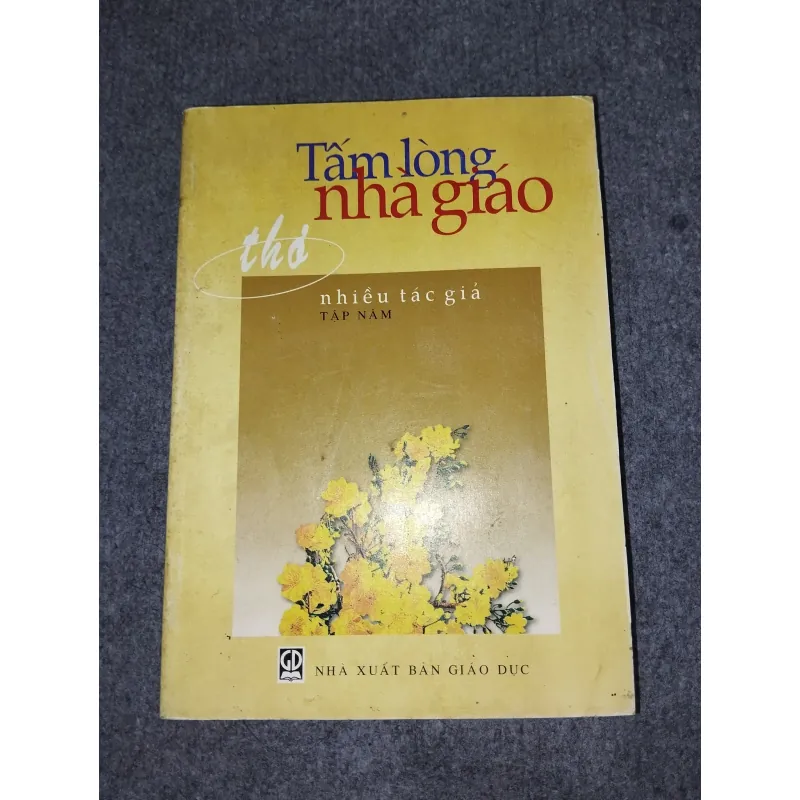 Tấm lòng
nhà giáo
thơ
nhiều tác giả
TẬP NĂM
GD
NHÀ XUẤT BẢN GIÁO DỤC